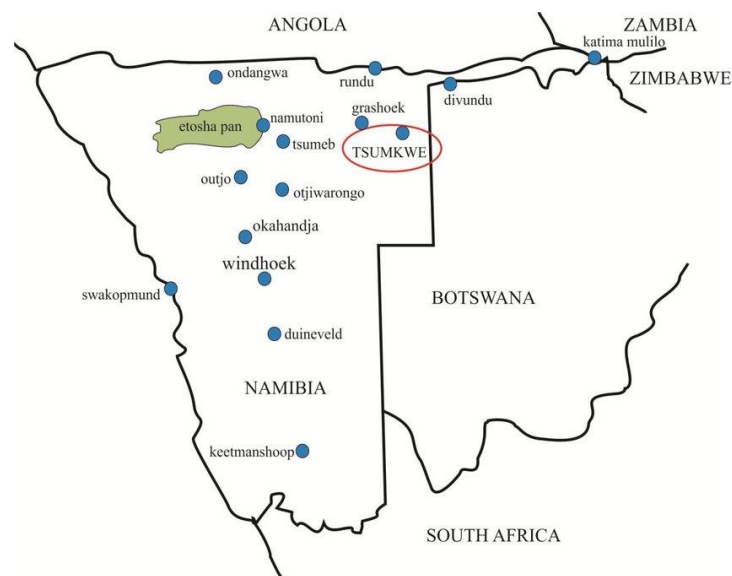 ANGOLA
ZAMBIA
katima mulilo
ZIMBABWE
ondangwa
rundu
divundu
grashoek
namutoni
etosha pan
tsumeb
TSUMKWE
outjo
otjiwarongo
okahandja
windhoek
swakopmund
BOTSWANA
duineveld
NAMIBIA
keetmanshoop
SOUTH AFRICA